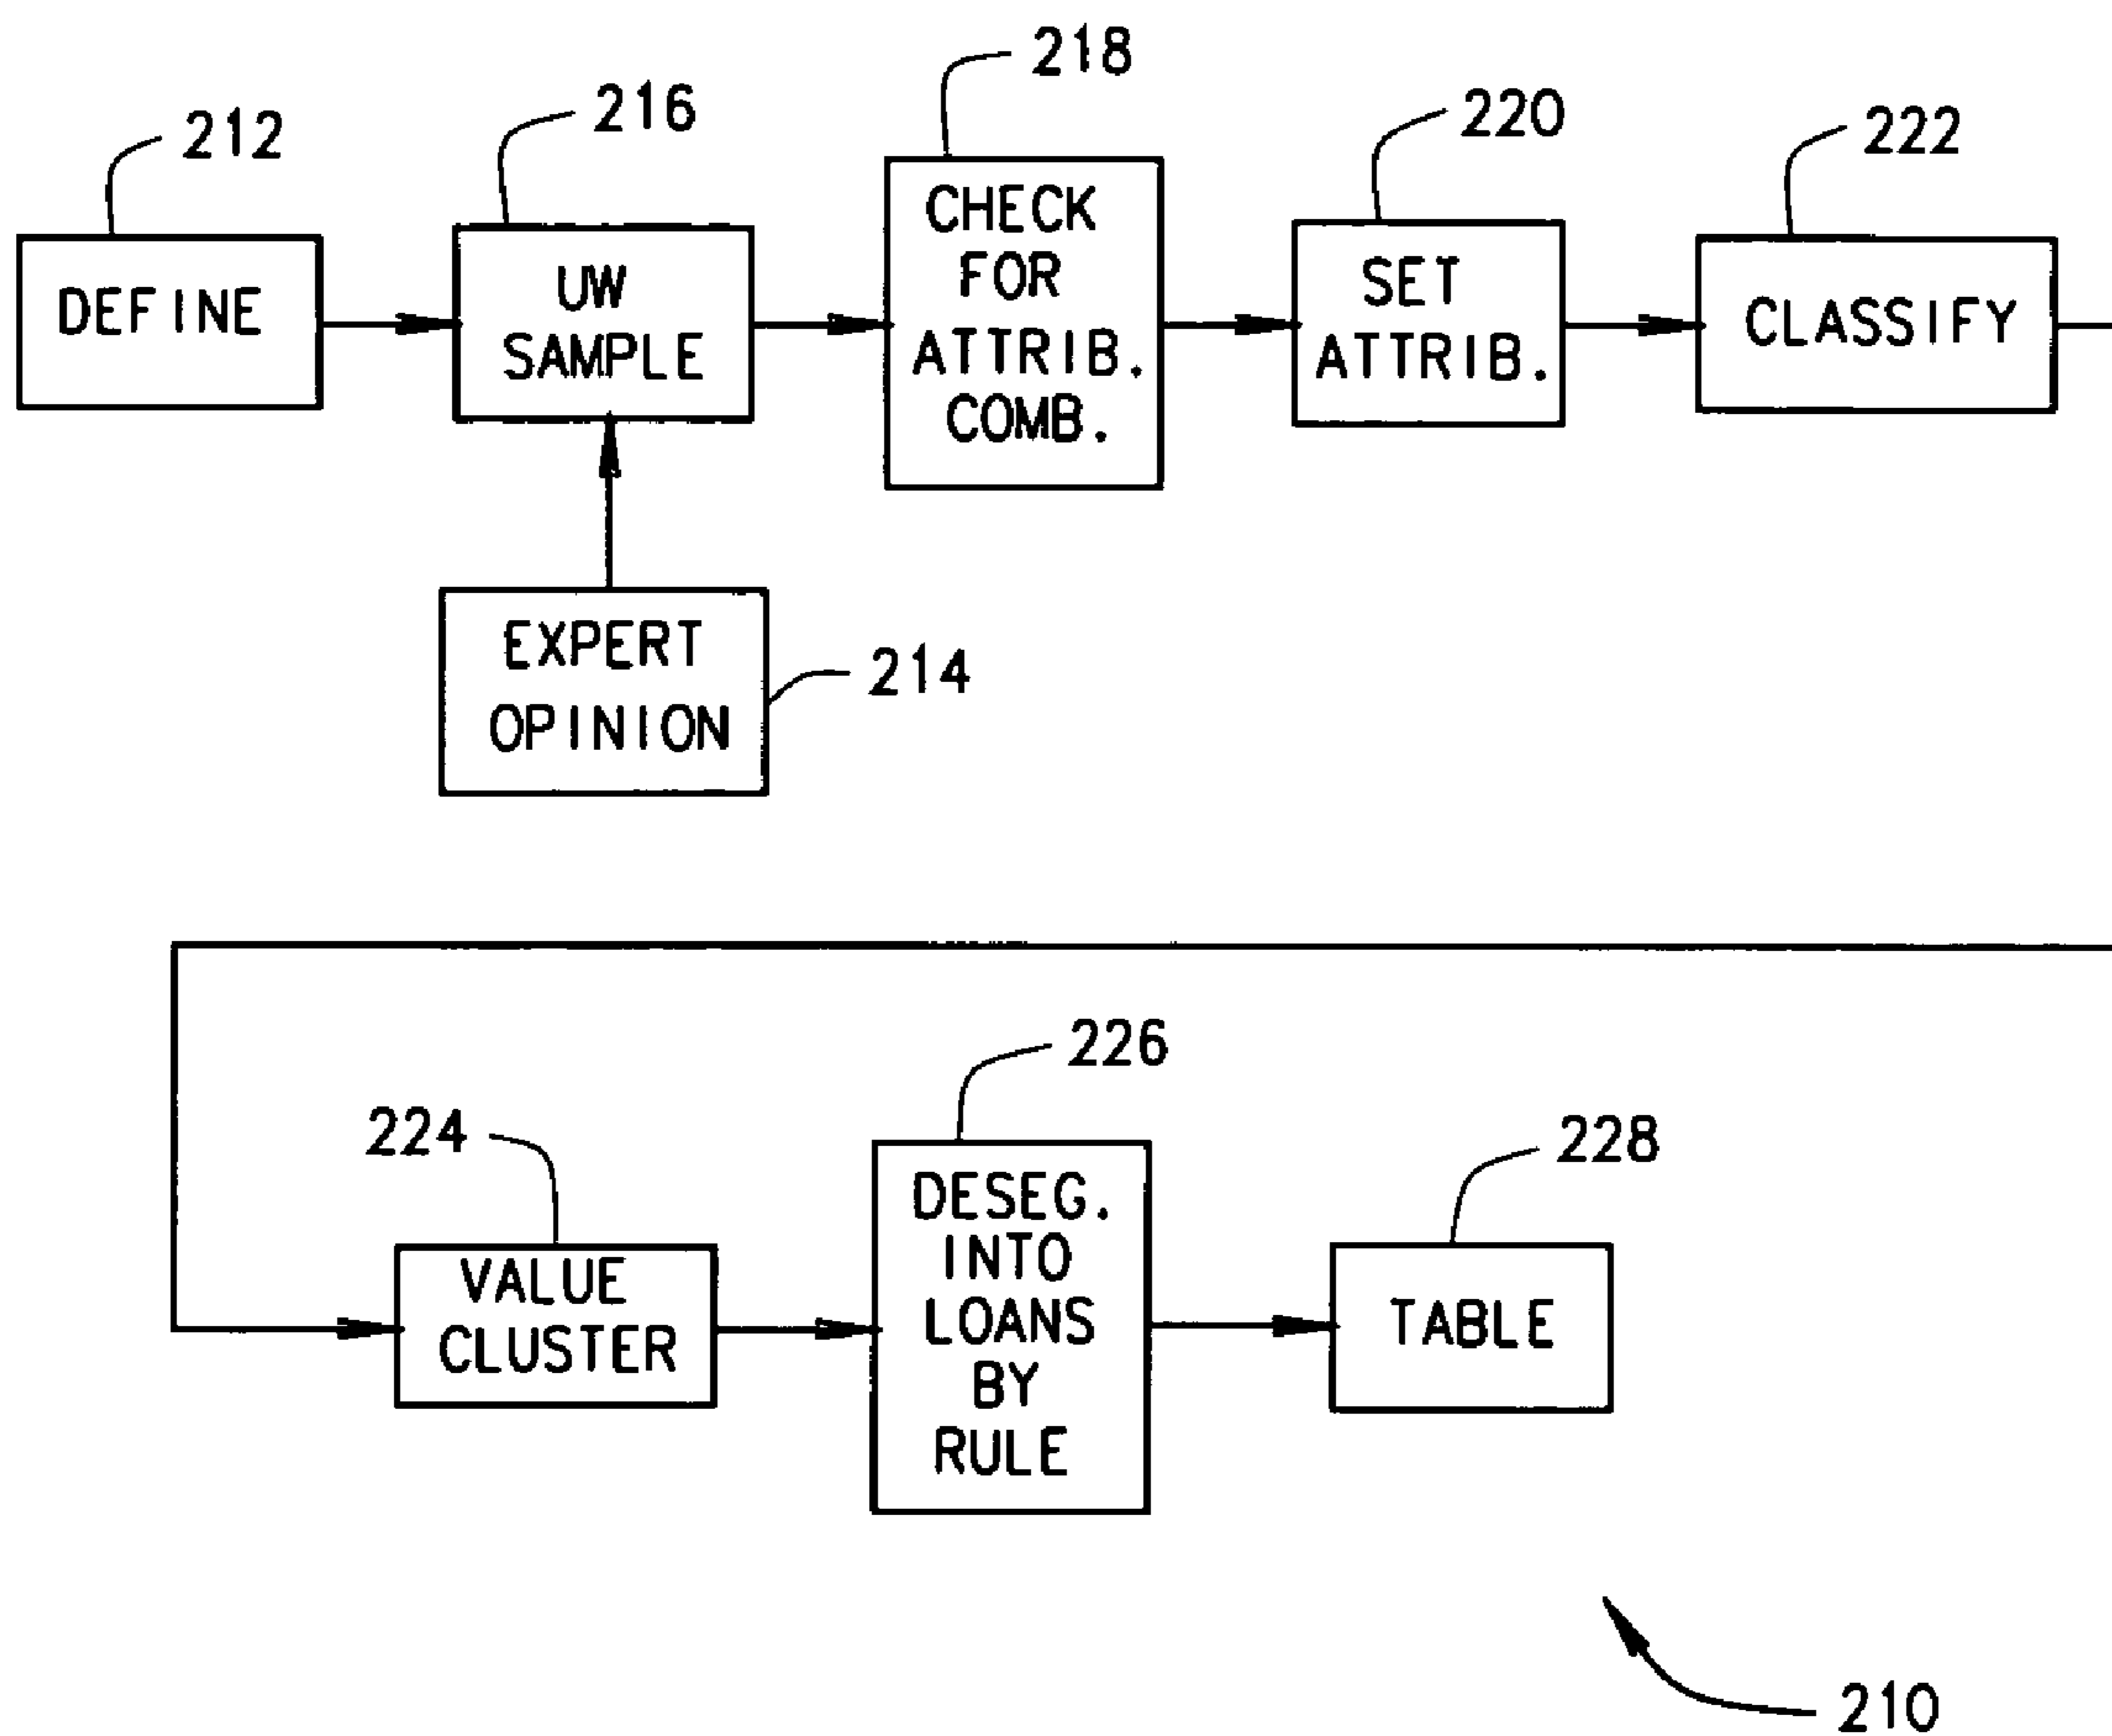 218
216
220
212
222
DEFINE
UW
SAMPLE
CHECK
FOR
ATTRIB.
COMB.
SET
ATTRIB.
CLASSIFY
EXPERT
OPINION
214
226
224
228
VALUE
CLUSTER
DESEG.
INTO
LOANS
BY
RULE
TABLE
210